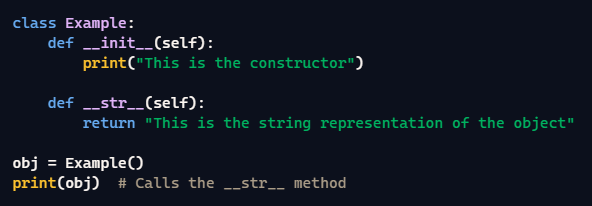 class Example:
    def __init__(self):
        print("This is the constructor")

    def __str__(self):
        return "This is the string representation of the object"

obj = Example()
print(obj)  # Calls the __str__ method